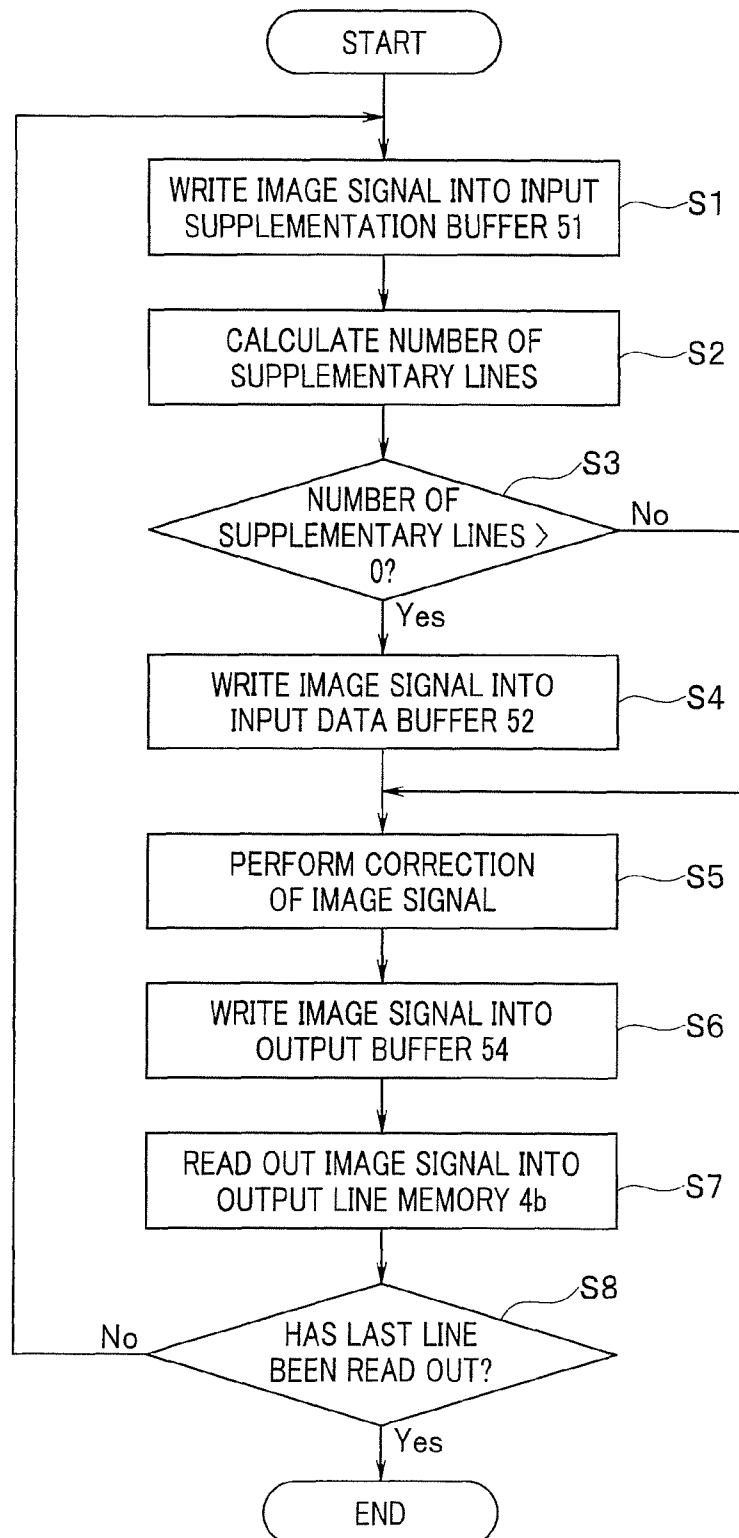 START
WRITE IMAGE SIGNAL INTO INPUT
SUPPLEMENTATION BUFFER 51
S1
CALCULATE NUMBER OF
SUPPLEMENTARY LINES
S2
S3
NUMBER OF
SUPPLEMENTARY LINES >
0?
No
Yes
WRITE IMAGE SIGNAL INTO
INPUT DATA BUFFER 52
S4
PERFORM CORRECTION
OF IMAGE SIGNAL
S5
WRITE IMAGE SIGNAL INTO
OUTPUT BUFFER 54
S6
READ OUT IMAGE SIGNAL INTO
OUTPUT LINE MEMORY 4b
S7
S8
No
HAS LAST LINE
BEEN READ OUT?
Yes
END